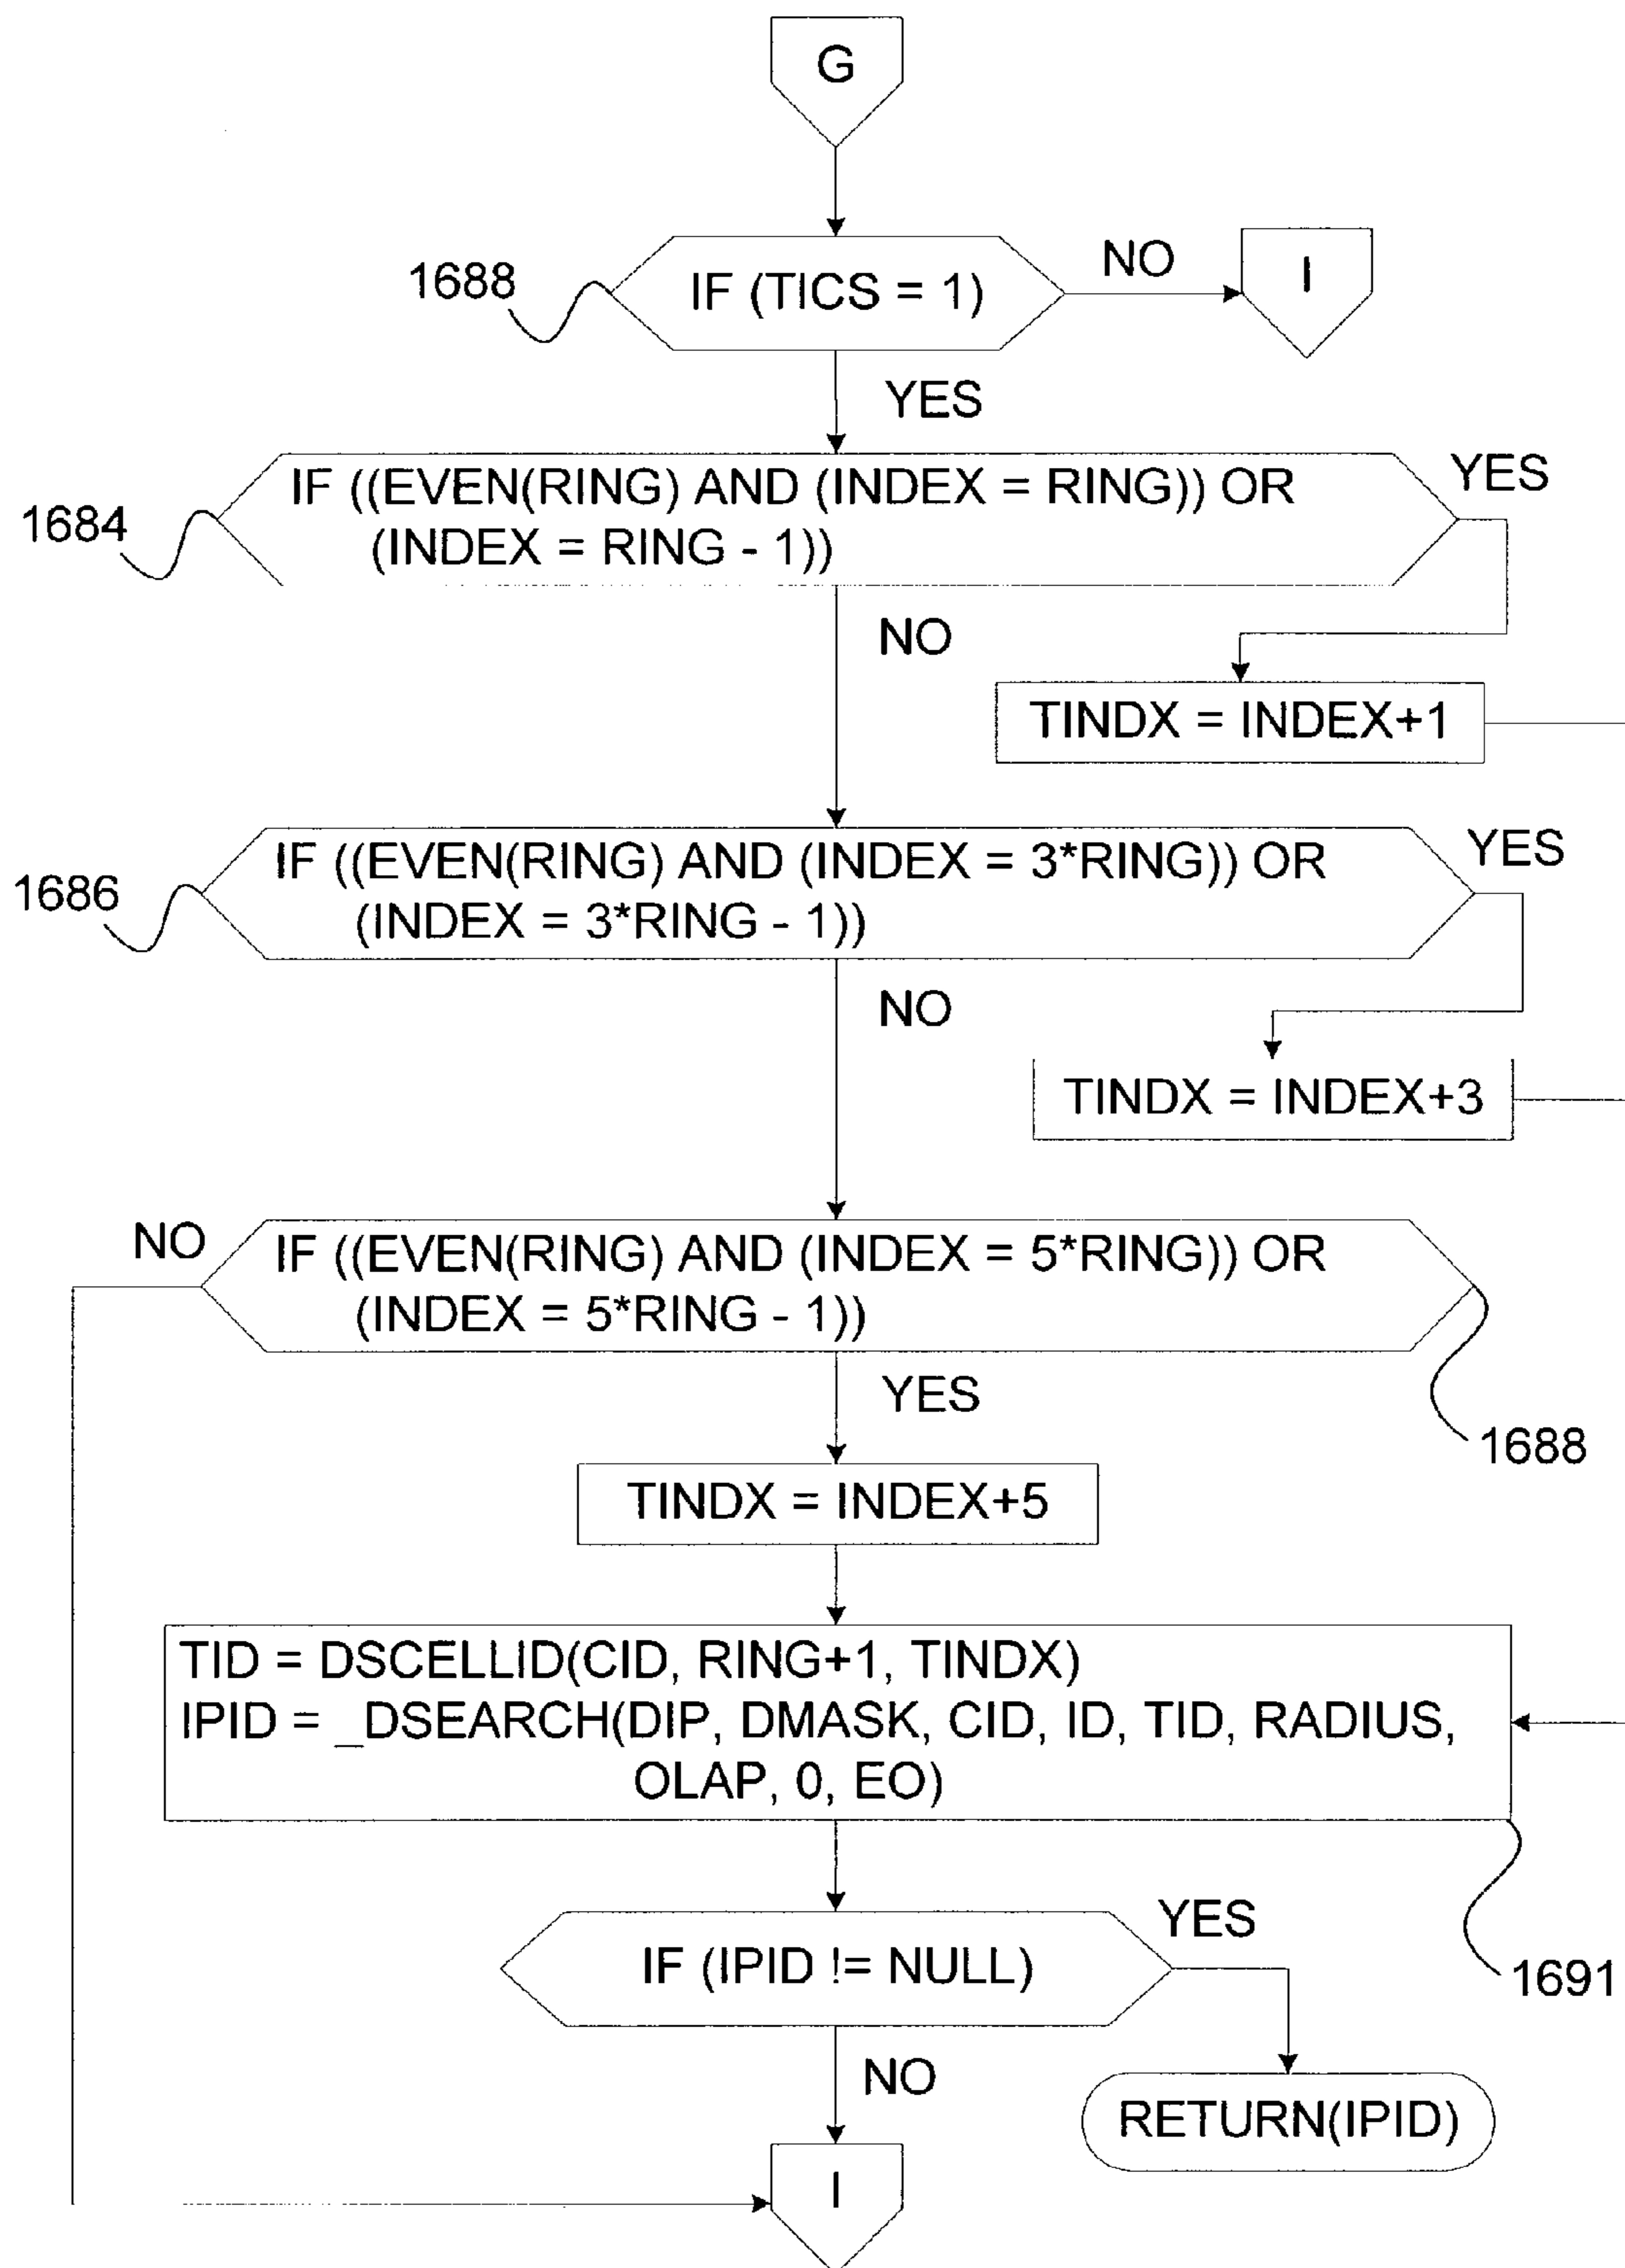 G
1688
IF (TICS = 1)
NO
I
YES
1684
IF ((EVEN(RING) AND (INDEX = RING)) OR
(INDEX = RING - 1))
YES
NO
TINDX = INDEX+1
1686
IF ((EVEN(RING) AND (INDEX = 3*RING)) OR
(INDEX = 3*RING - 1))
YES
NO
TINDX = INDEX+3
NO
IF ((EVEN(RING) AND (INDEX = 5*RING)) OR
(INDEX = 5*RING - 1))
YES
1688
TINDX = INDEX+5
TID = DSCELLID(CID, RING+1, TINDX)
IPID = _DSEARCH(DIP, DMASK, CID, ID, TID, RADIUS,
OLAP, 0, EO)
IF (IPID != NULL)
YES
1691
NO
RETURN(IPID)
I